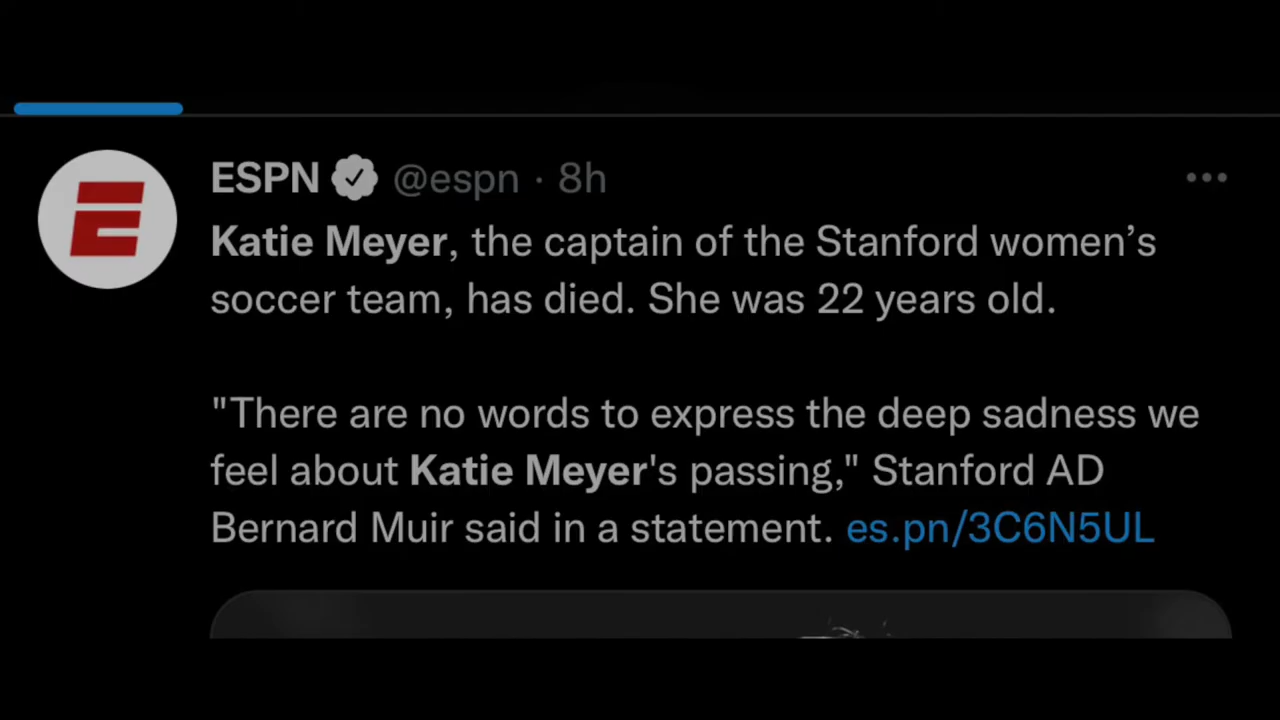 ESPN @espn · 8h
Katie Meyer, the captain of the Stanford women’s
soccer team, has died. She was 22 years old.
"There are no words to express the deep sadness we
feel about Katie Meyer's passing," Stanford AD
Bernard Muir said in a statement. es.pn/3C6N5UL